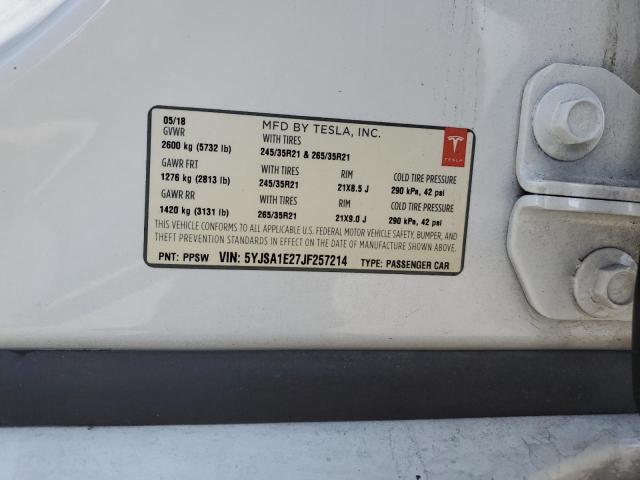 05/18 MFD BY TESLA, INC.
GVWR WITH TIRES
2600 kg (5732 lb) 245/35R21 & 265/35R21
GAWR FRT WITH TIRES RIM COLD TIRE PRESSURE
1276 kg (2813 lb) 245/35R21 21X8.5 J 290 kPa, 42 psi
GAWR RR WITH TIRES RIM COLD TIRE PRESSURE
1420 kg (3131 lb) 265/35R21 21X9.0 J 290 kPa, 42 psi
THIS VEHICLE CONFORMS TO ALL APPLICABLE U.S. FEDERAL MOTOR VEHICLE SAFETY, BUMPER, AND
THEFT PREVENTION STANDARDS IN EFFECT ON THE DATE OF MANUFACTURE SHOWN ABOVE.
PNT: PPSW VIN: 5YJSA1E27JF257214 TYPE: PASSENGER CAR
TESLA